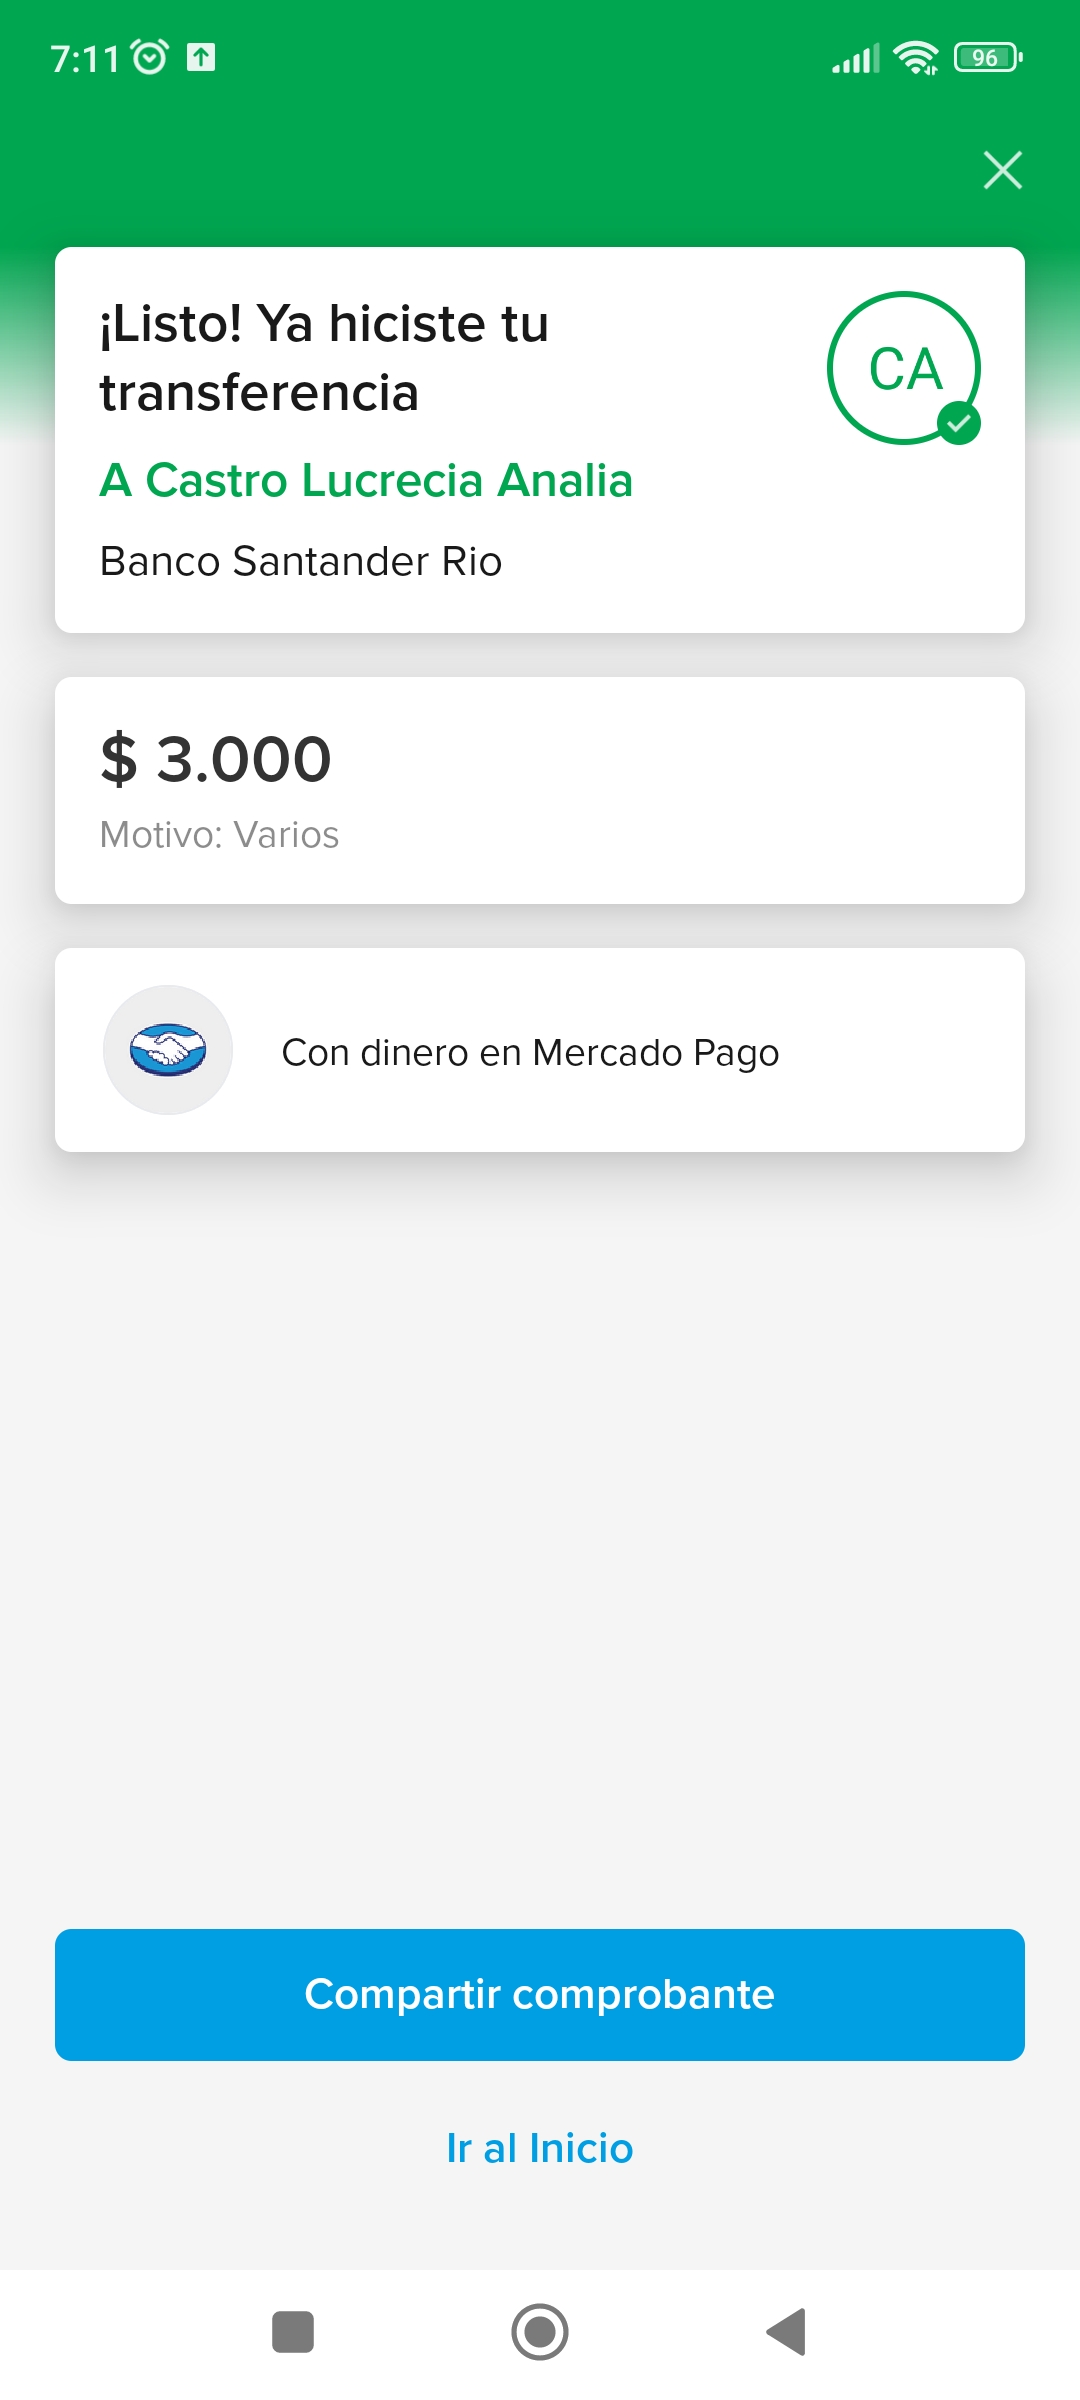 7:11
96
¡Listo! Ya hiciste tu
transferencia
CA
A Castro Lucrecia Analia
Banco Santander Rio
$ 3.000
Motivo: Varios
Con dinero en Mercado Pago
Compartir comprobante
Ir al Inicio